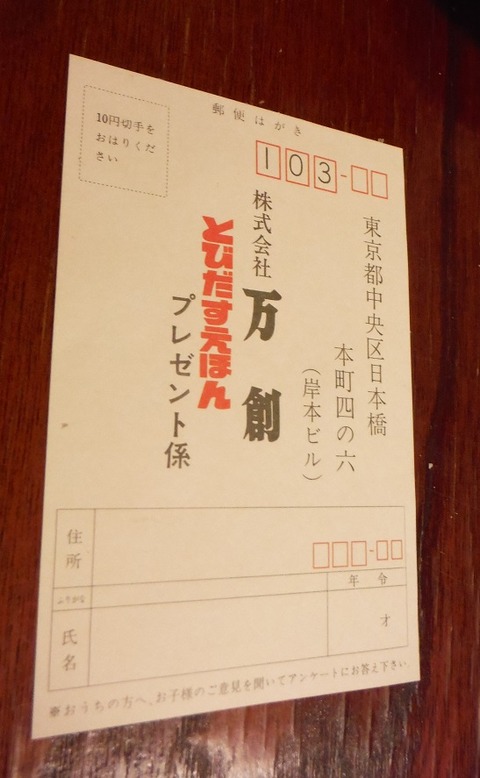 郵便はがき
10円切手を
おはりくだ
さい
103-
東京都中央区日本橋
本町四の六
(岸本ビル)
株式会社 万創
とびだすえほん
プレゼント係
住所
年令
ふりがな
氏名
才
※おうちの方へ、お子様のご意見を聞いてアンケートにお答え下さい。